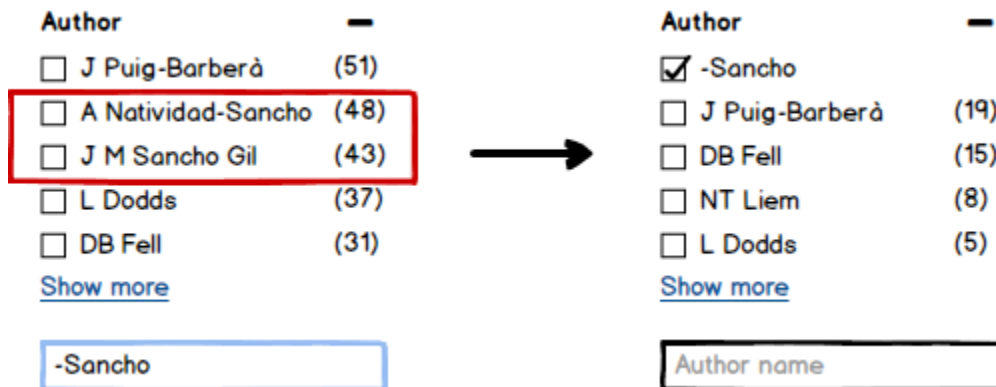 Author
J Puig-Barberà (51)
A Natividad-Sancho (48)
J M Sancho Gil (43)
L Dodds (37)
DB Fell (31)
Show more
-Sancho
Author
-Sancho
J Puig-Barberà (19)
DB Fell (15)
NT Liem (8)
L Dodds (5)
Show more
Author name